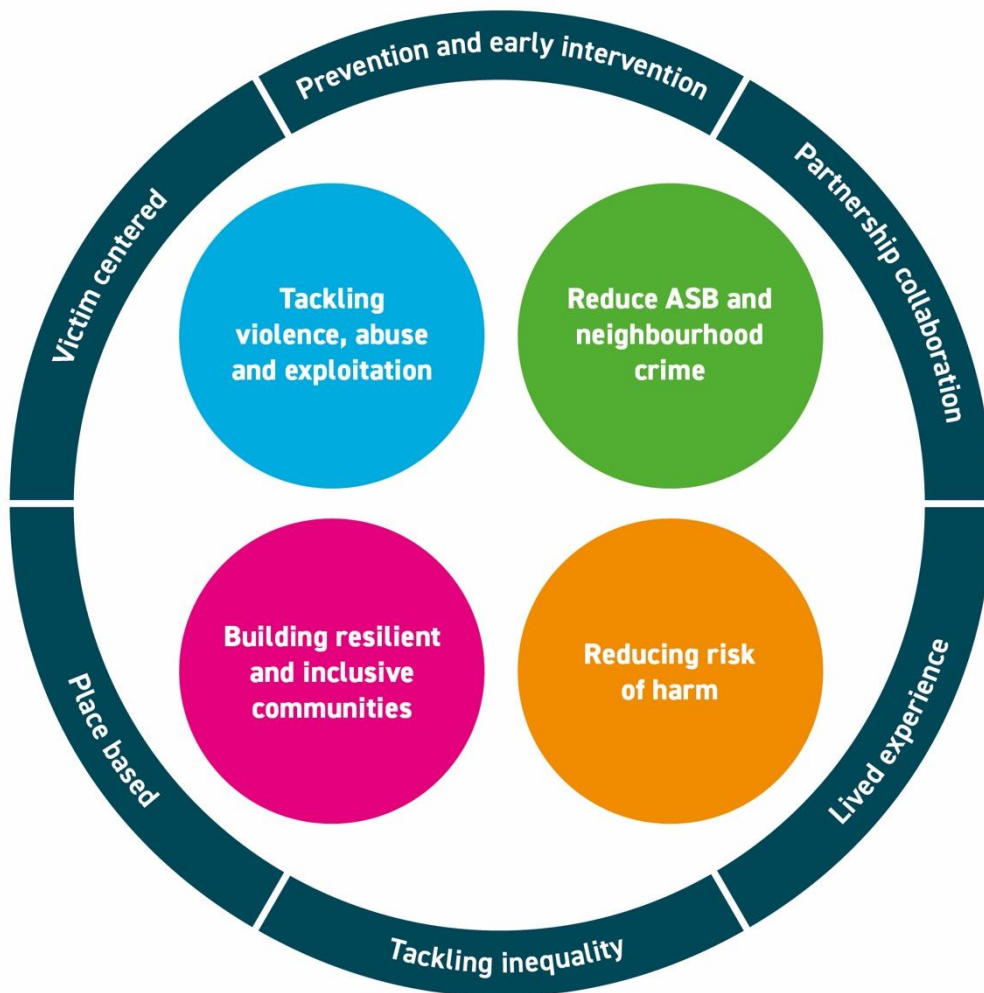 Prevention and early intervention
Partnership collaboration
Lived experience
Tackling inequality
Place based
Victim centered
Tackling
violence, abuse
and exploitation
Reduce ASB and
neighbourhood
crime
Building resilient
and inclusive
communities
Reducing risk
of harm